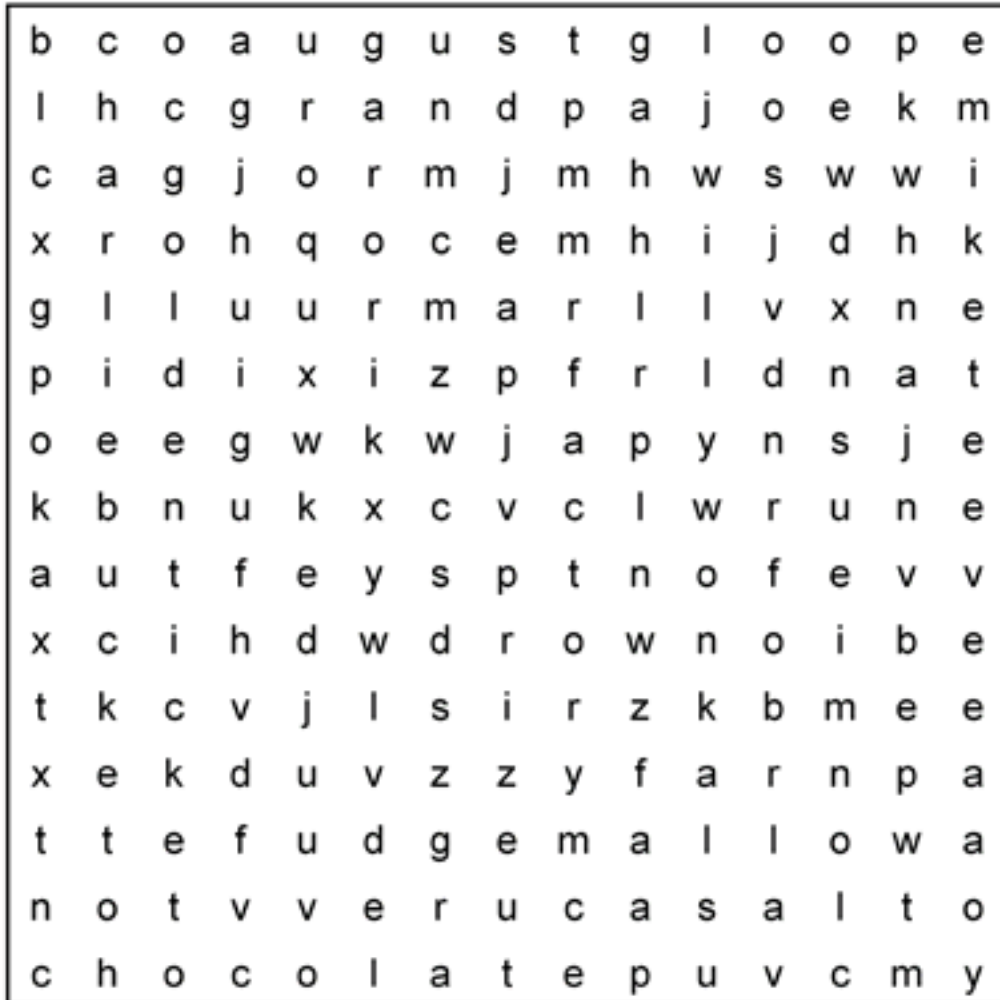 b c o a u g u s t g l o o p e
l h c g r a n d p a j o e k m
c a g j o r m j m h w s w w i
x r o h q o c e m h i j d h k
g l l u u r m a r l l v x n e
p i d i x i z p f r l d n a t
o e e g w k w j a p y n s j e
k b n u k x c v c l w r u n e
a u t f e y s p t n o f e v v
x c i h d w d r o w n o i b e
t k c v j l s i r z k b m e e
x e k d u v z z y f a r n p a
t t e f u d g e m a l l o w a
n o t v v e r u c a s a l t o
c h o c o l a t e p u v c m y